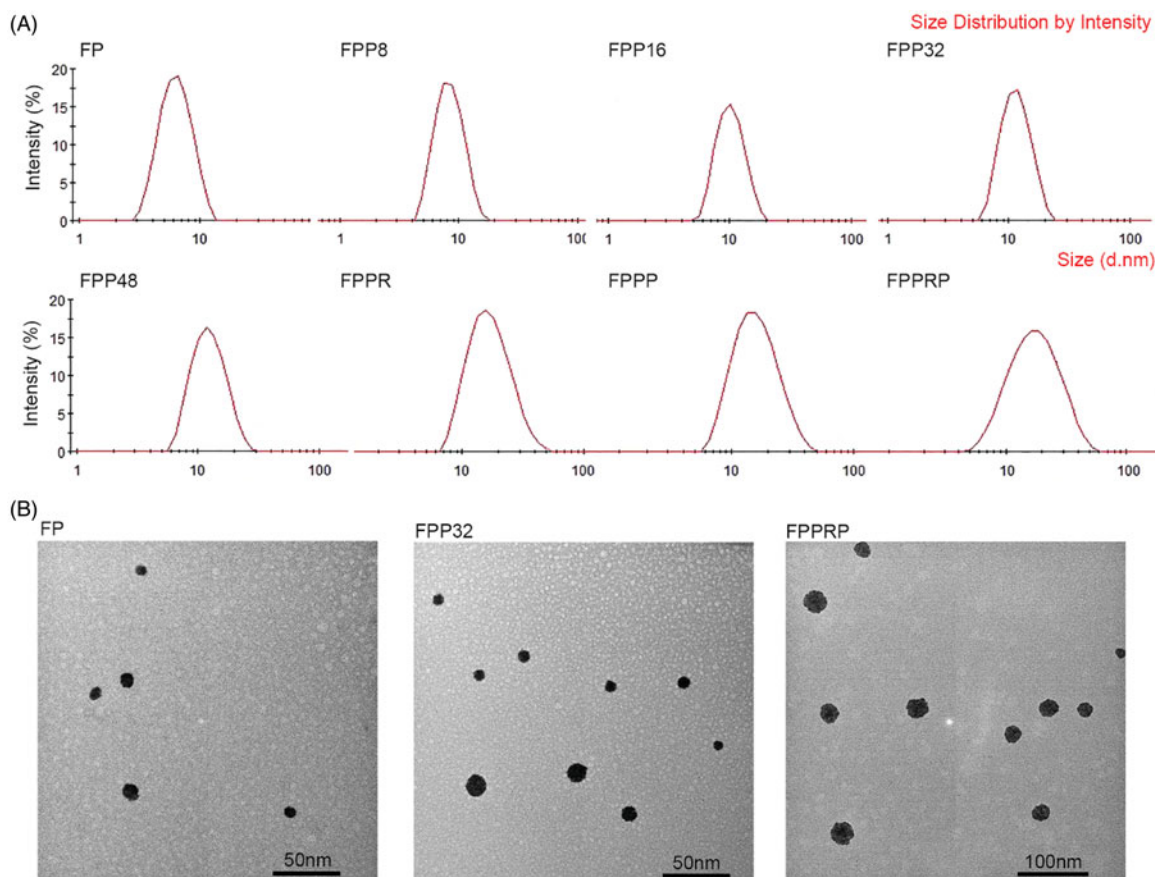 (A)
Size Distribution by Intensity
FP FPP8 FPP16 FPP32
Intensity (%)
20
15
10
5
0
1 10 1 10 100 1 10 100 1 10 100
Size (d.nm)
FPP48 FPPR FPPP FPPRP
Intensity (%)
20
15
10
5
0
1 10 100 10 100 10 100 10 100
(B)
FP FPP32 FPPRP
50nm 50nm 100nm